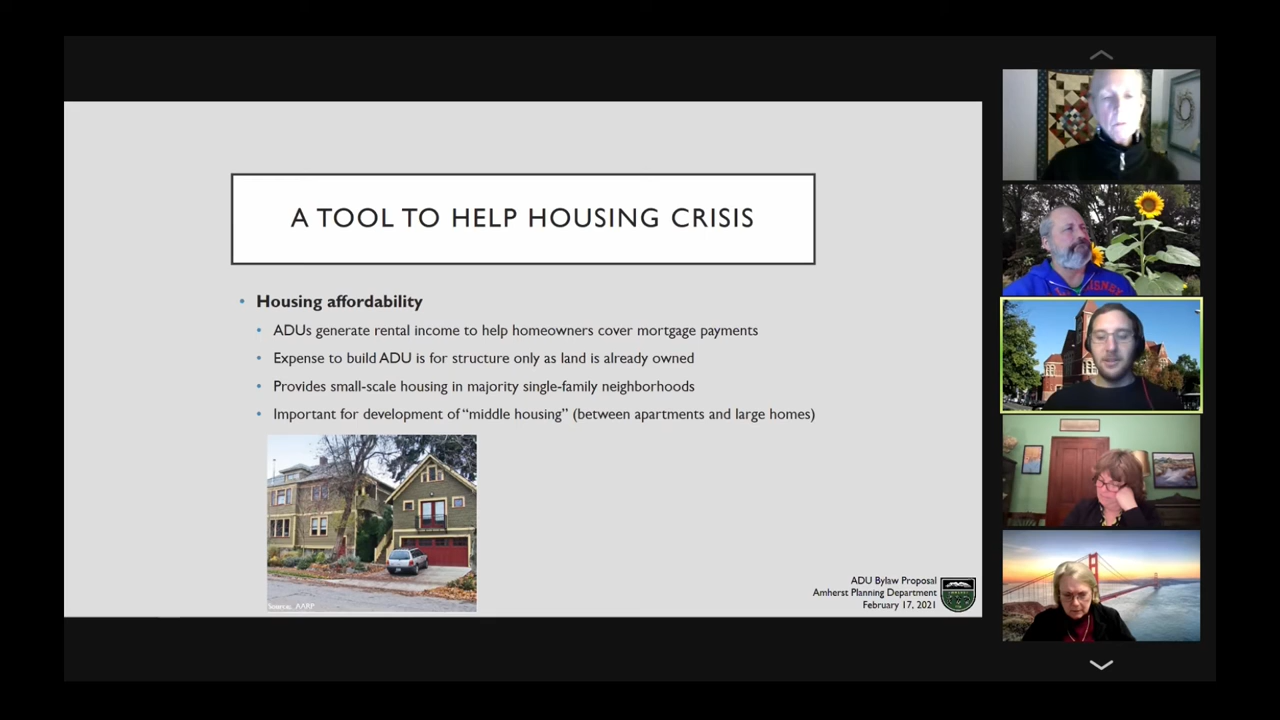 A TOOL TO HELP HOUSING CRISIS
• Housing affordability
• ADUs generate rental income to help homeowners cover mortgage payments
• Expense to build ADU is for structure only as land is already owned
• Provides small-scale housing in majority single-family neighborhoods
• Important for development of “middle housing” (between apartments and large homes)
Source: AARP
ADU Bylaw Proposal
Amherst Planning Department
February 17, 2021